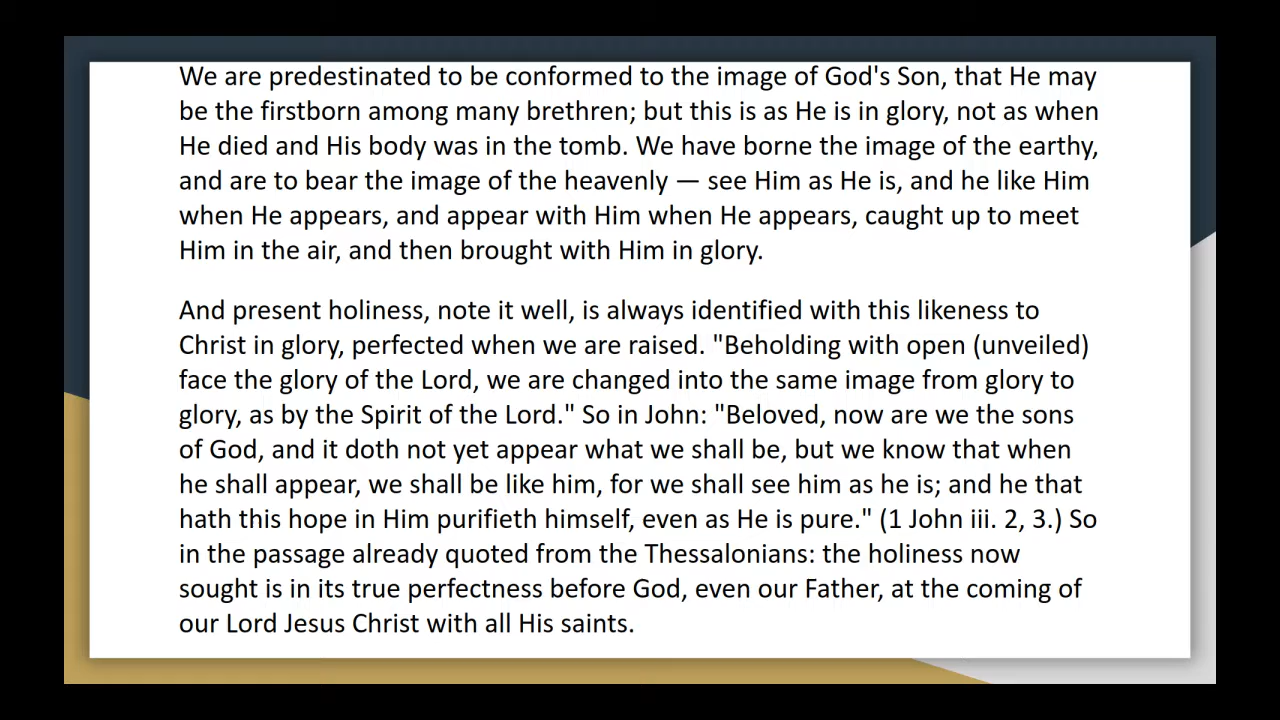 We are predestinated to be conformed to the image of God's Son, that He may
be the firstborn among many brethren; but this is as He is in glory, not as when
He died and His body was in the tomb. We have borne the image of the earthy,
and are to bear the image of the heavenly — see Him as He is, and he like Him
when He appears, and appear with Him when He appears, caught up to meet
Him in the air, and then brought with Him in glory.
And present holiness, note it well, is always identified with this likeness to
Christ in glory, perfected when we are raised. "Beholding with open (unveiled)
face the glory of the Lord, we are changed into the same image from glory to
glory, as by the Spirit of the Lord." So in John: "Beloved, now are we the sons
of God, and it doth not yet appear what we shall be, but we know that when
he shall appear, we shall be like him, for we shall see him as he is; and he that
hath this hope in Him purifieth himself, even as He is pure." (1 John iii. 2, 3.) So
in the passage already quoted from the Thessalonians: the holiness now
sought is in its true perfectness before God, even our Father, at the coming of
our Lord Jesus Christ with all His saints.